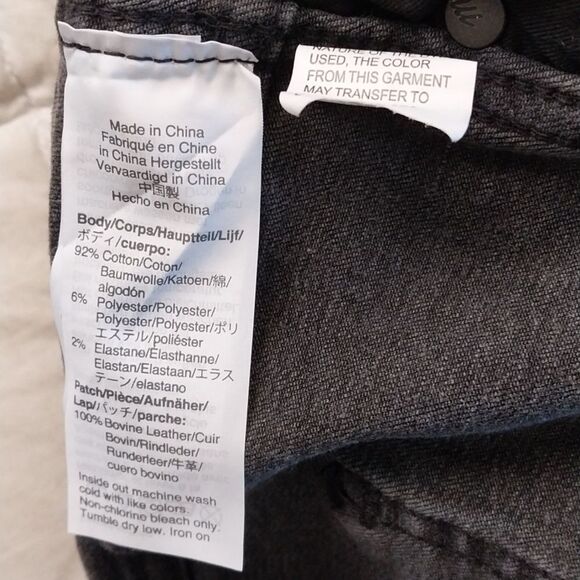 Made in China
Fabriqué en Chine
in China Hergestellt
Vervaardigd in China
中国製
Hecho en China
Body/Corps/Hauptteil/Lijf/
ボディ/cuerpo:
92% Cotton/Coton/
Baumwolle/Katoen/綿/
algodón
6% Polyester/Polyester/
Polyester/Polyester/ポリ
エステル/poliéster
2% Elastane/Elasthanne/
Elastan/Elastaan/エラス
テーン/elastano
Patch/Pièce/Aufnäher/
Lap/パッチ/parche:
100% Bovine Leather/Cuir
Bovin/Rindleder/
Runderleer/牛革/
cuero bovino
Inside out machine wash
cold with like colors.
Non-chlorine bleach only.
Tumble dry low. Iron on
NATURE OF THE
USED, THE COLOR
FROM THIS GARMENT
MAY TRANSFER TO